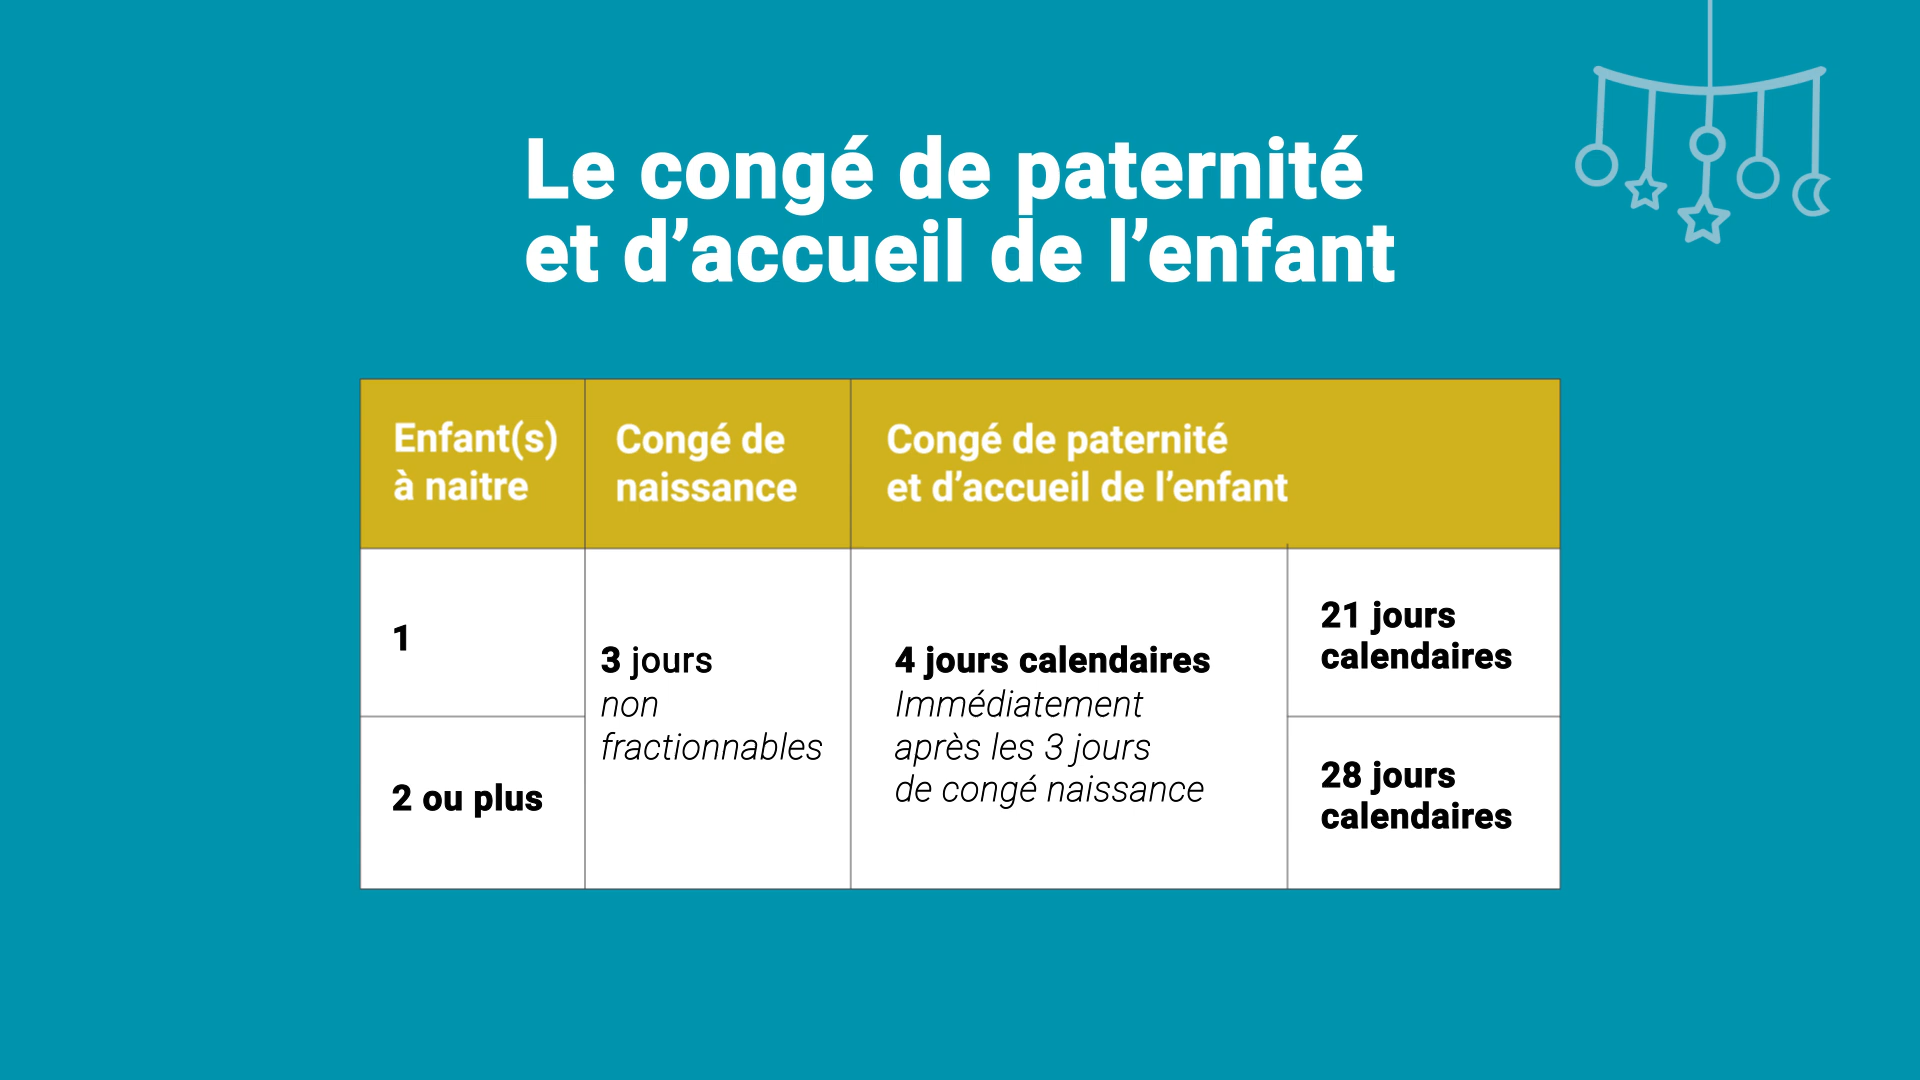 Le congé de paternité
et d’accueil de l’enfant
Enfant(s)
à naitre
Congé de
naissance
Congé de paternité
et d’accueil de l’enfant
1
3 jours
non
fractionnables
4 jours calendaires
Immédiatement
après les 3 jours
de congé naissance
21 jours
calendaires
2 ou plus
28 jours
calendaires